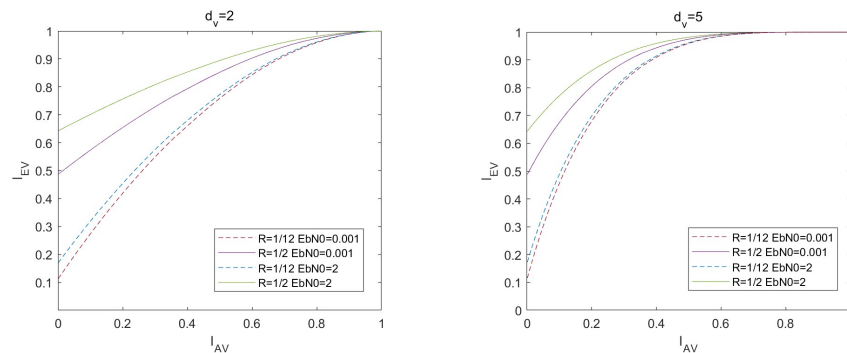 d_v=2
1
0.9
0.8
0.7
0.6
0.5
0.4
0.3
0.2
0.1
I_EV
0 0.2 0.4 0.6 0.8 1
I_AV
R=1/12 EbN0=0.001
R=1/2 EbN0=0.001
R=1/12 EbN0=2
R=1/2 EbN0=2
d_v=5
1
0.9
0.8
0.7
0.6
0.5
0.4
0.3
0.2
0.1
0
I_EV
0 0.2 0.4 0.6 0.8
I_AV
R=1/12 EbN0=0.001
R=1/2 EbN0=0.001
R=1/12 EbN0=2
R=1/2 EbN0=2